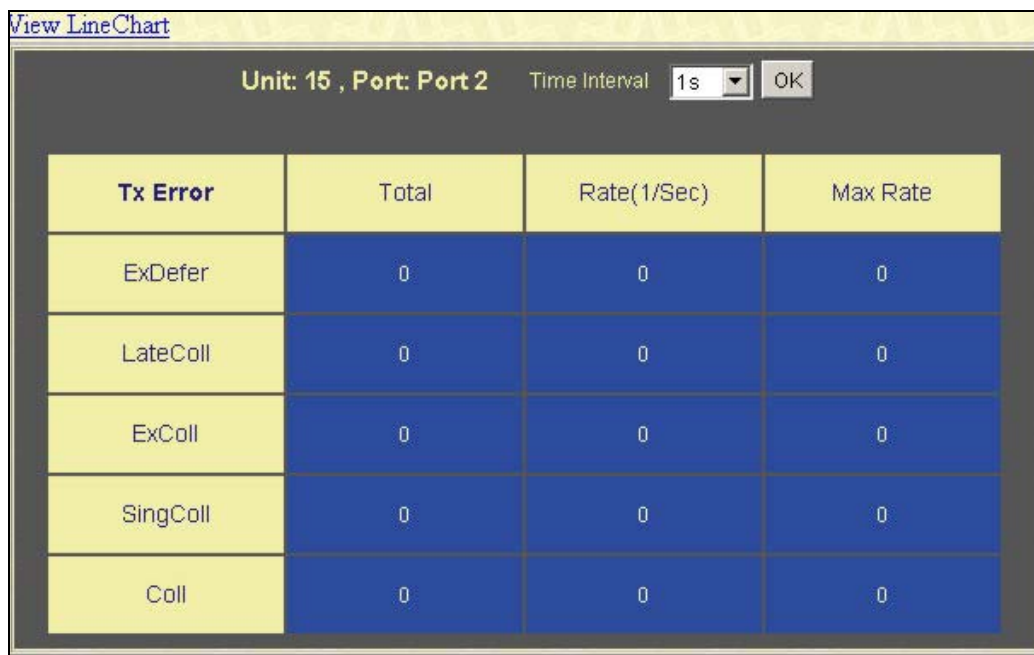 View LineChart
Unit: 15 , Port: Port 2 Time Interval 1s OK
Tx Error Total Rate(1/Sec) Max Rate
ExDefer 0 0 0
LateColl 0 0 0
ExColl 0 0 0
SingColl 0 0 0
Coll 0 0 0